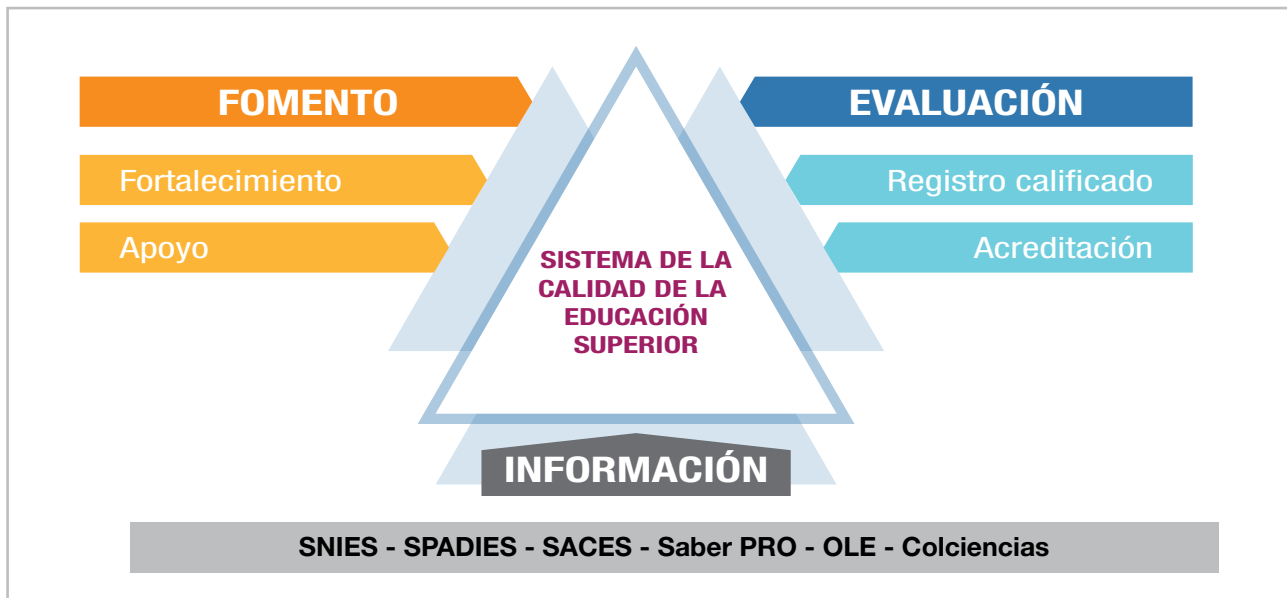 FOMENTO
Fortalecimiento
Apoyo
EVALUACIÓN
Registro calificado
Acreditación
SISTEMA DE LA
CALIDAD DE LA
EDUCACIÓN
SUPERIOR
INFORMACIÓN
SNIES - SPADIES - SACES - Saber PRO - OLE - Colciencias